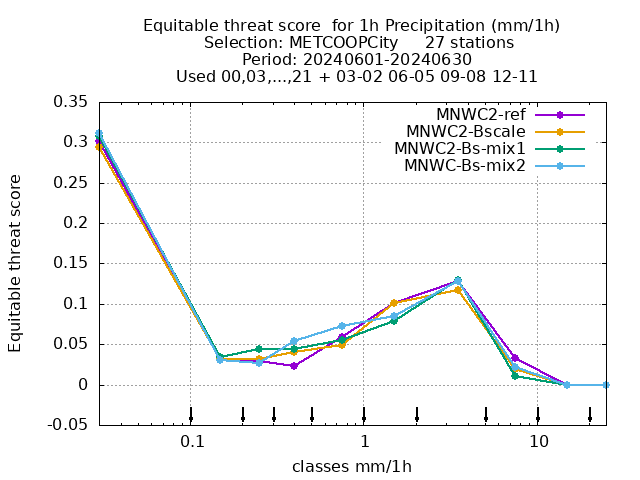 Equitable threat score  for 1h Precipitation (mm/1h)
Selection: METCOOPCity     27 stations
Period: 20240601-20240630
Used 00,03,...,21 + 03-02 06-05 09-08 12-11
MNWC2-ref
MNWC2-Bscale
MNWC2-Bs-mix1
MNWC-Bs-mix2
0.35
0.3
0.25
0.2
0.15
0.1
0.05
0
-0.05
Equitable threat score
0.1
1
10
classes mm/1h